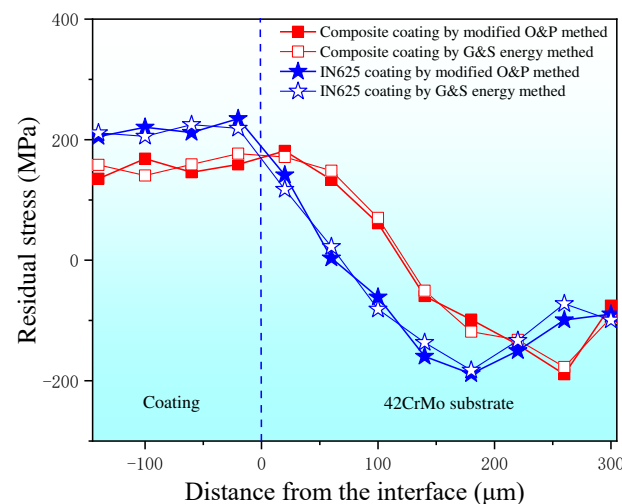 Composite coating by modified O&P methed
Composite coating by G&S energy methed
IN625 coating by modified O&P methed
IN625 coating by G&S energy methed
400
200
0
−200
Residual stress (MPa)
Coating
42CrMo substrate
-100
0
100
200
300
Distance from the interface (μm)